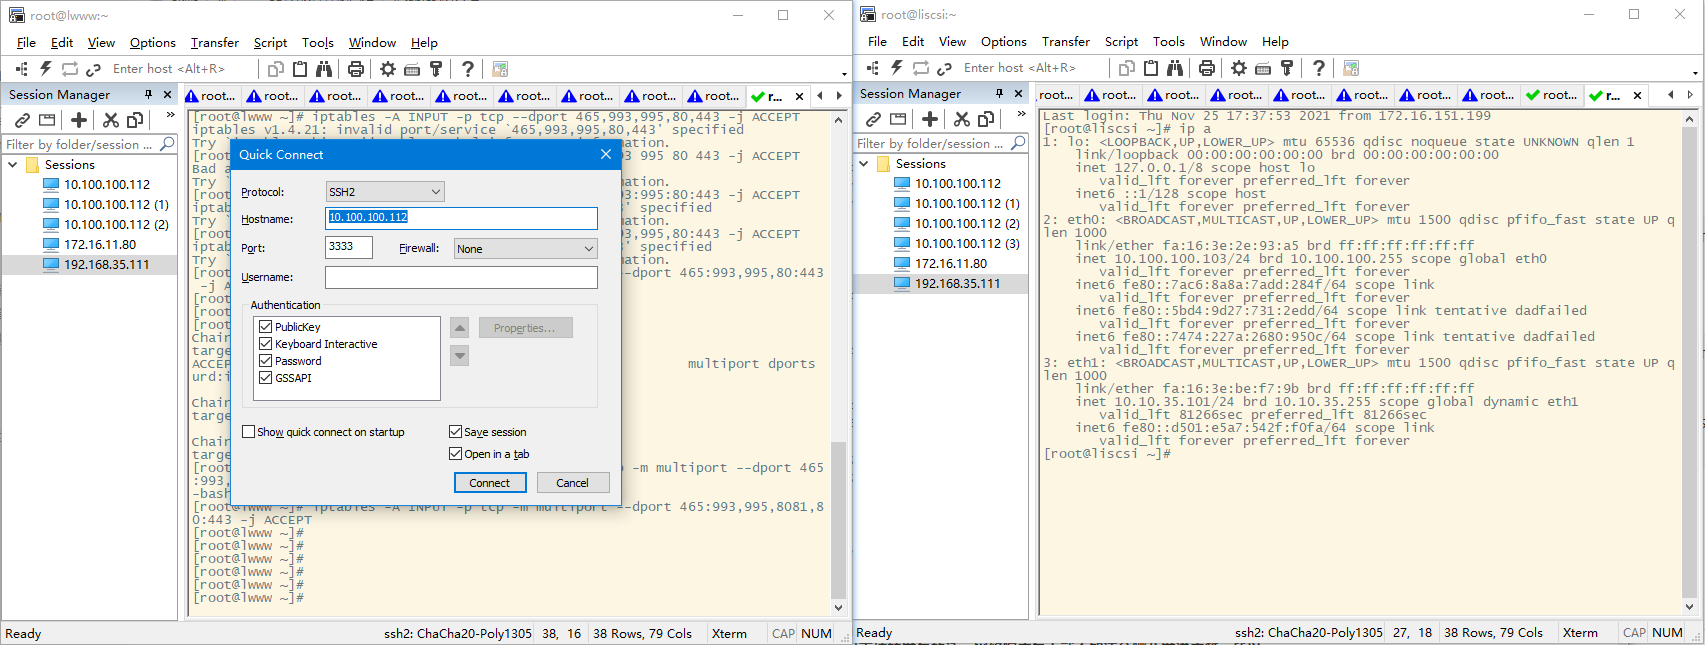 root@lwww:~
File Edit View Options Transfer Script Tools Window Help
Enter host <Alt+R>
Session Manager
root... root... root... root... root... root... root... root... root... r...
Filter by folder/session ...
Sessions
10.100.100.112
10.100.100.112 (1)
10.100.100.112 (2)
172.16.11.80
192.168.35.111
[root@lwww ~]# iptables -A INPUT -p tcp --dport 465,993,995,80,443 -j ACCEPT
iptables v1.4.21: invalid port/service `465,993,995,80,443' specified
Try `
mation.
[roo
93 995 80 443 -j ACCEPT
Bad a
Try `
mation.
[root
93:995:80:443 -j ACCEPT
iptab
3' specified
Try `
mation.
[root
93,995,80:443 -j ACCEPT
iptab
3' specified
Try `
mation.
[root
--dport 465:993,995,80:443
-j A
[root
[root
[root
Chain
targe
ACCEP
multiport dports
urd:i
Chain
targe
Chain
targe
[root
-m multiport --dport 465
:993,
-bash
[root@lwww ~]# iptables -A INPUT -p tcp -m multiport --dport 465:993,995,8081,8
0:443 -j ACCEPT
[root@lwww ~]#
[root@lwww ~]#
[root@lwww ~]#
[root@lwww ~]#
[root@lwww ~]#
[root@lwww ~]#
Quick Connect
Protocol: SSH2
Hostname: 10.100.100.112
Port: 3333 Firewall: None
Username:
Authentication
PublicKey
Keyboard Interactive
Password
GSSAPI
Properties...
Show quick connect on startup
Save session
Open in a tab
Connect Cancel
Ready ssh2: ChaCha20-Poly1305 38, 16 38 Rows, 79 Cols Xterm CAP NUM
root@liscsi:~
File Edit View Options Transfer Script Tools Window Help
Enter host <Alt+R>
Session Manager
root... root... root... root... root... root... root... root... root... r...
Filter by folder/session ...
Sessions
10.100.100.112
10.100.100.112 (1)
10.100.100.112 (2)
10.100.100.112 (3)
172.16.11.80
192.168.35.111
Last login: Thu Nov 25 17:37:53 2021 from 172.16.151.199
[root@liscsi ~]# ip a
1: lo: <LOOPBACK,UP,LOWER_UP> mtu 65536 qdisc noqueue state UNKNOWN qlen 1
link/loopback 00:00:00:00:00:00 brd 00:00:00:00:00:00
inet 127.0.0.1/8 scope host lo
valid_lft forever preferred_lft forever
inet6 ::1/128 scope host
valid_lft forever preferred_lft forever
2: eth0: <BROADCAST,MULTICAST,UP,LOWER_UP> mtu 1500 qdisc pfifo_fast state UP q
len 1000
link/ether fa:16:3e:2e:93:a5 brd ff:ff:ff:ff:ff:ff
inet 10.100.100.103/24 brd 10.100.100.255 scope global eth0
valid_lft forever preferred_lft forever
inet6 fe80::7ac6:8a8a:7add:284f/64 scope link
valid_lft forever preferred_lft forever
inet6 fe80::5bd4:9d27:731:2edd/64 scope link tentative dadfailed
valid_lft forever preferred_lft forever
inet6 fe80::7474:227a:2680:950c/64 scope link tentative dadfailed
valid_lft forever preferred_lft forever
3: eth1: <BROADCAST,MULTICAST,UP,LOWER_UP> mtu 1500 qdisc pfifo_fast state UP q
len 1000
link/ether fa:16:3e:be:f7:9b brd ff:ff:ff:ff:ff:ff
inet 10.10.35.101/24 brd 10.10.35.255 scope global dynamic eth1
valid_lft 81266sec preferred_lft 81266sec
inet6 fe80::d501:e5a7:542f:f0fa/64 scope link
valid_lft forever preferred_lft forever
[root@liscsi ~]#
Ready ssh2: ChaCha20-Poly1305 27, 18 38 Rows, 79 Cols Xterm CAP NUM